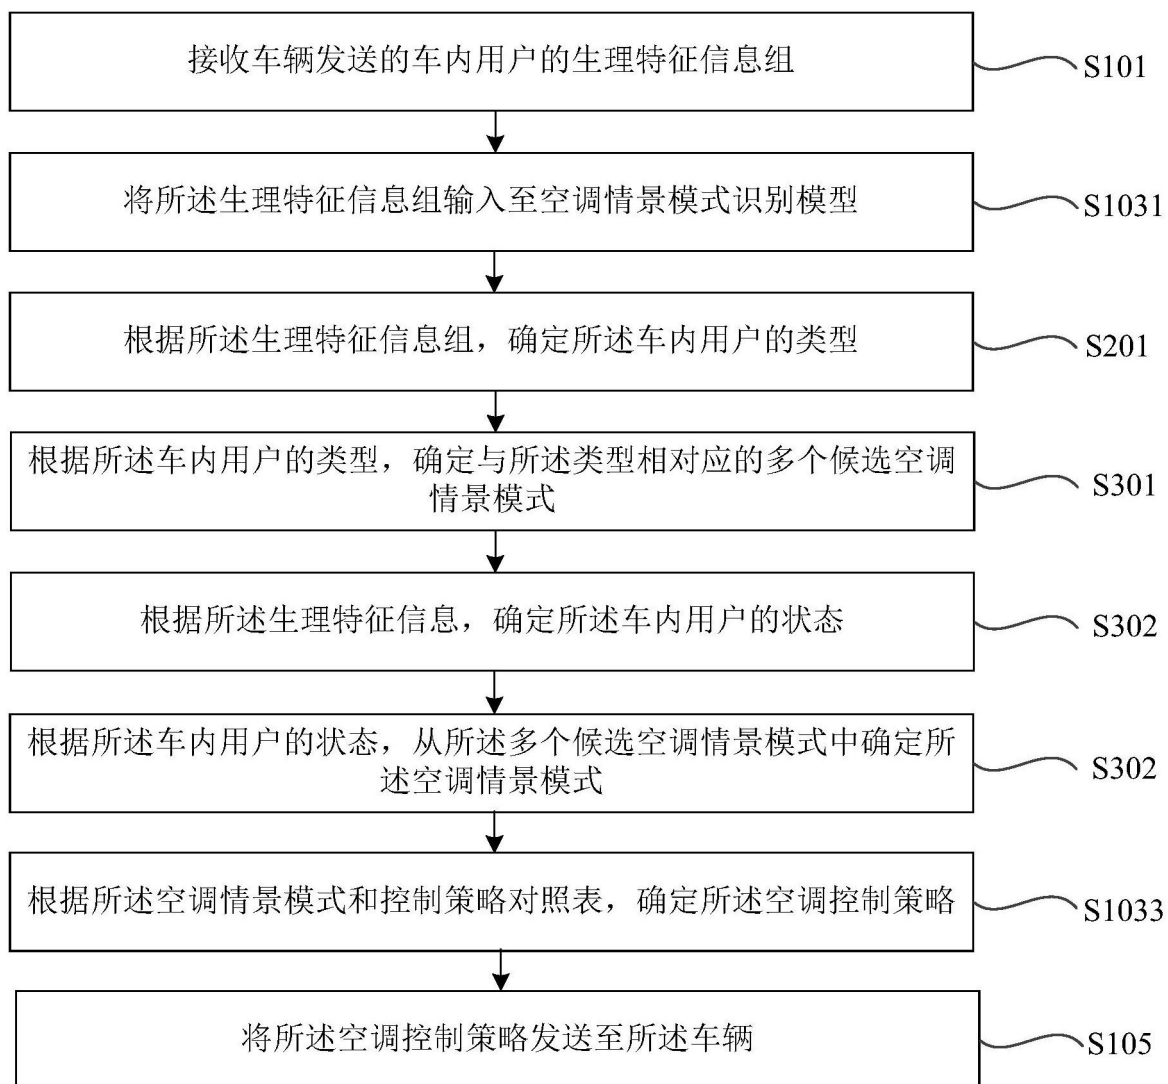 接收车辆发送的车内用户的生理特征信息组
S101
将所述生理特征信息组输入至空调情景模式识别模型
S1031
根据所述生理特征信息组，确定所述车内用户的类型
S201
根据所述车内用户的类型，确定与所述类型相对应的多个候选空调
情景模式
S301
根据所述生理特征信息，确定所述车内用户的状态
S302
根据所述车内用户的状态，从所述多个候选空调情景模式中确定所
述空调情景模式
S302
根据所述空调情景模式和控制策略对照表，确定所述空调控制策略
S1033
将所述空调控制策略发送至所述车辆
S105